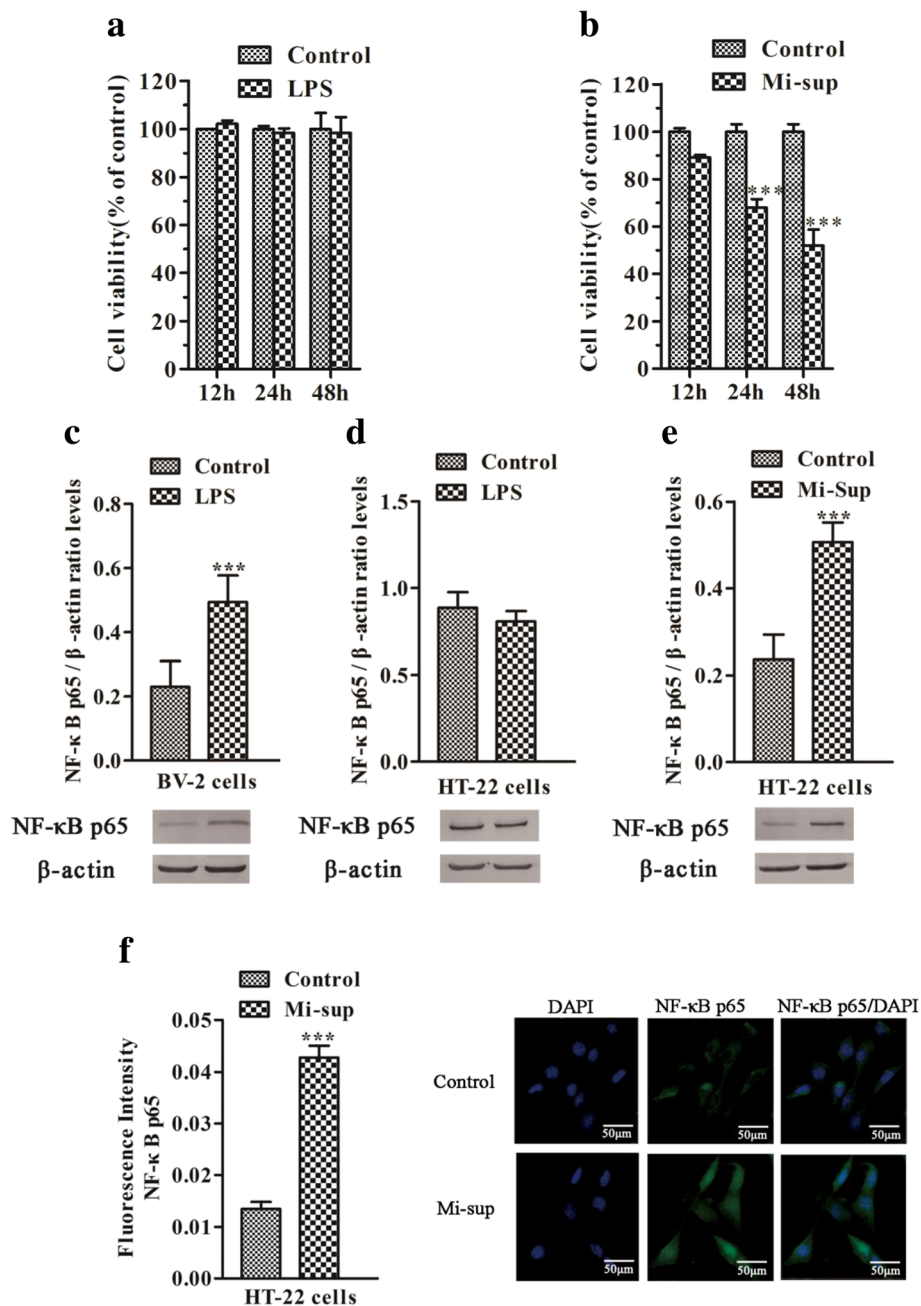 a
Control
LPS
Cell viability(% of control)
120
100
80
60
40
20
0
12h 24h 48h
b
Control
Mi-sup
Cell viability(% of control)
120
100
80
60
40
20
0
***
***
12h 24h 48h
c
Control
LPS
NF-κ B p65 / β -actin ratio levels
0.8
0.6
0.4
0.2
0.0
***
BV-2 cells
NF-κB p65
β-actin
d
Control
LPS
NF-κ B p65 / β -actin ratio levels
1.5
1.0
0.5
0.0
HT-22 cells
NF-κB p65
β-actin
e
Control
Mi-Sup
NF-κ B p65 / β -actin ratio levels
0.6
0.4
0.2
0.0
***
HT-22 cells
NF-κB p65
β-actin
f
Control
Mi-sup
Fluorescence Intensity
NF-κ B p65
0.05
0.04
0.03
0.02
0.01
0.00
***
HT-22 cells
DAPI NF-κB p65 NF-κB p65/DAPI
Control
50μm 50μm 50μm
Mi-sup
50μm 50μm 50μm